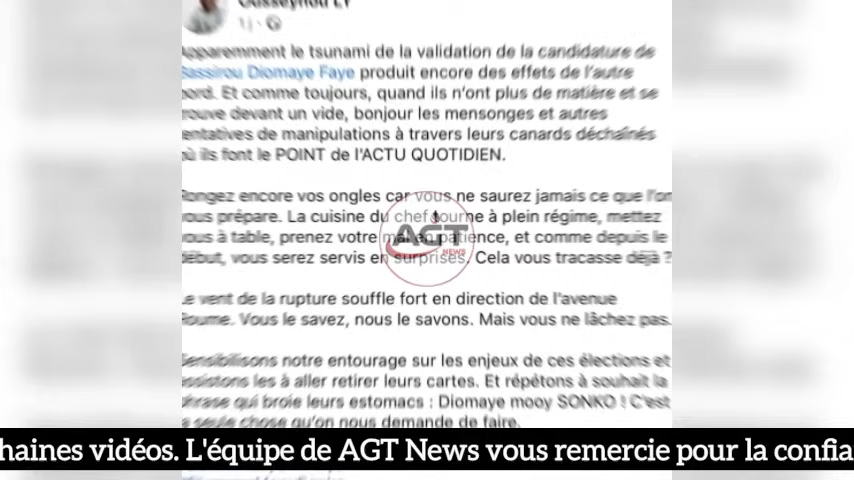 Ousseynou LY
1 j
Apparemment le tsunami de la validation de la candidature de
Bassirou Diomaye Faye produit encore des effets de l'autre
bord. Et comme toujours, quand ils n'ont plus de matière et se
trouve devant un vide, bonjour les mensonges et autres
tentatives de manipulations à travers leurs canards déchaînés
où ils font le POINT de l'ACTU QUOTIDIEN.
Rongez encore vos ongles car vous ne saurez jamais ce que l'on
vous prépare. La cuisine du chef tourne à plein régime, mettez
vous à table, prenez votre mal en patience, et comme depuis le
début, vous serez servis en surprises. Cela vous tracasse déjà ?
AGT
NEWS
Le vent de la rupture souffle fort en direction de l'avenue
Roume. Vous le savez, nous le savons. Mais vous ne lâchez pas.
Sensibilisons notre entourage sur les enjeux de ces élections et
assistons les à aller retirer leurs cartes. Et répétons à souhait la
phrase qui broie leurs estomacs : Diomaye mooy SONKO ! C'est
la seule chose qu'on nous demande de faire.
haines vidéos. L'équipe de AGT News vous remercie pour la confia